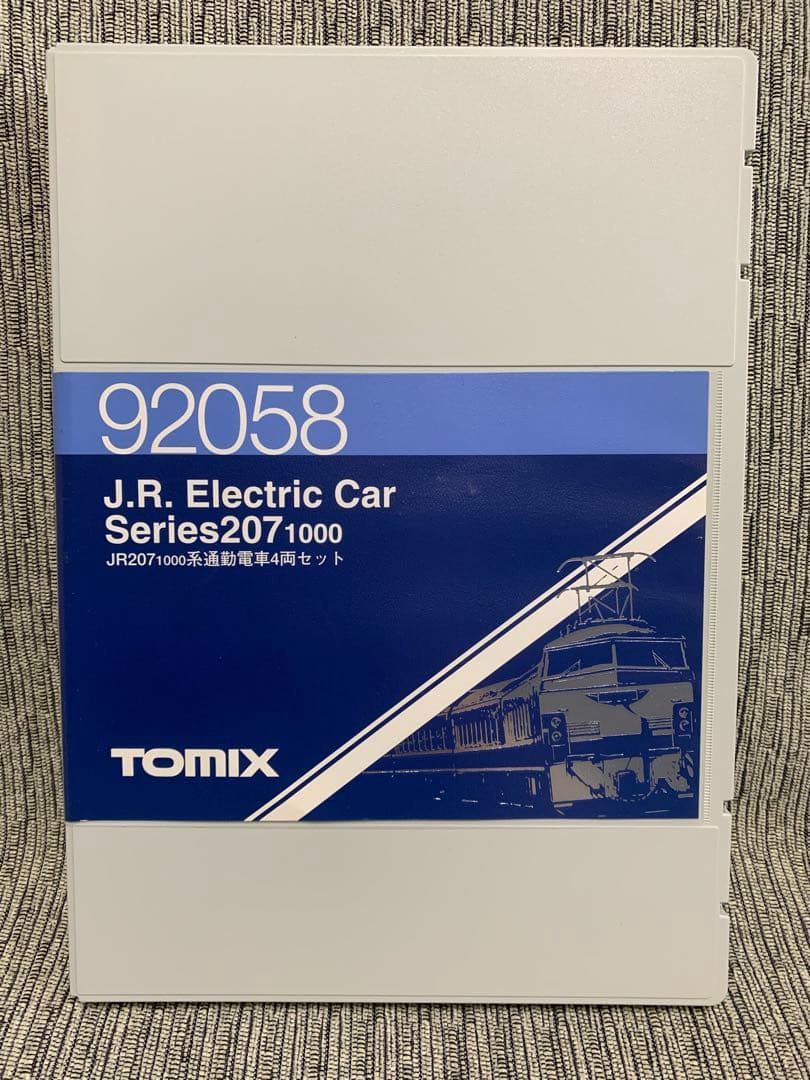 92058
J.R. Electric Car
Series207 1000
JR207 1000系通勤電車4両セット
TOMIX